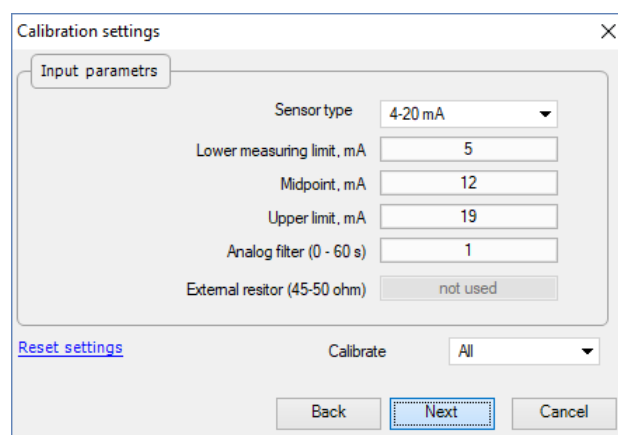 Calibration settings
Input parametrs
Sensor type 4-20 mA
Lower measuring limit, mA 5
Midpoint, mA 12
Upper limit, mA 19
Analog filter (0 - 60 s) 1
External resitor (45-50 ohm) not used
Reset settings Calibrate All
Back Next Cancel